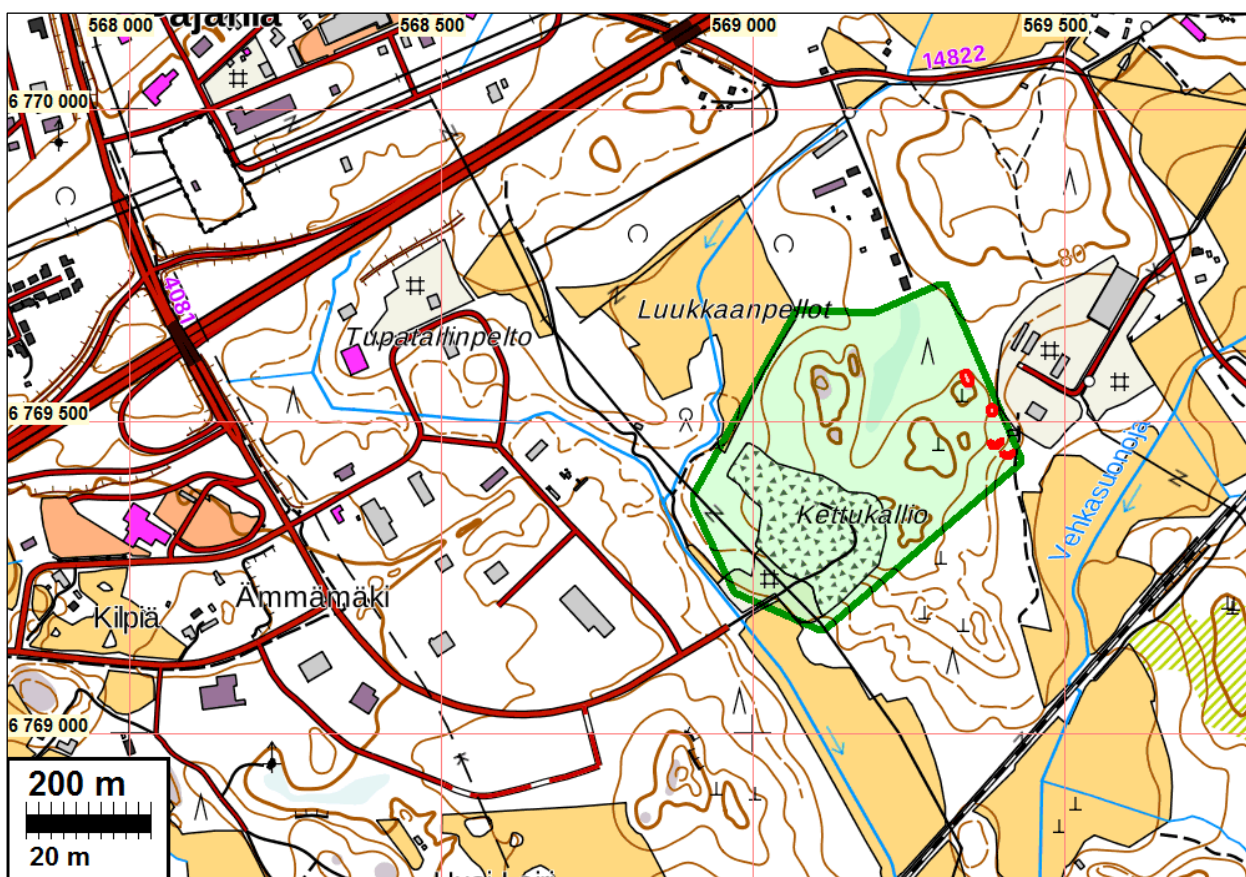 568 000
568 500
569 000
569 500
14822
6 770 000
80
4081
Luukkaanpellot
Tupatallinpelto
6 769 500
Vehkasuonoja
Kettukallio
Ämmämäki
Kilpiä
6 769 000
200 m
20 m